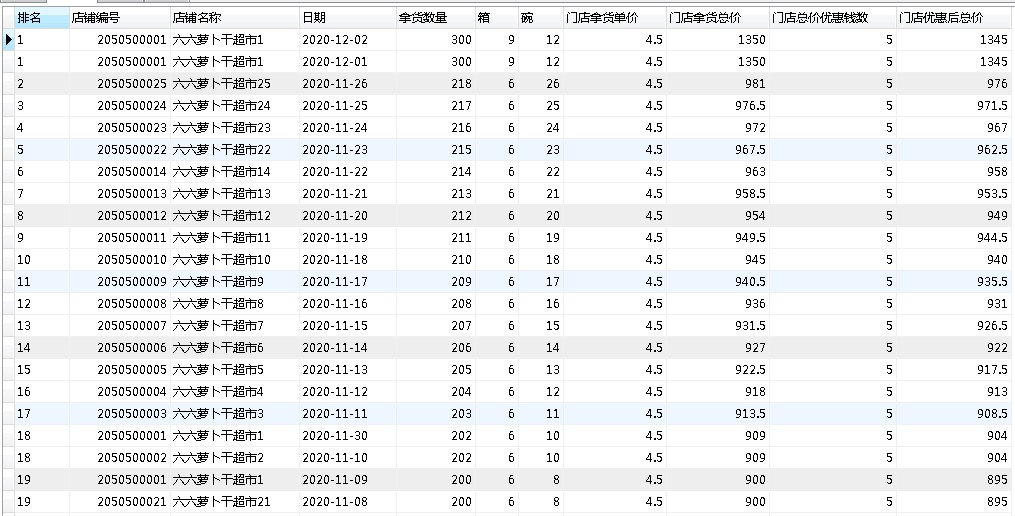 排名 店铺编号 店铺名称 日期 拿货数量 箱 碗 门店拿货单价 门店拿货总价 门店总价优惠钱数 门店优惠后总价
1 2050500001 六六萝卜干超市1 2020-12-02 300 9 12 4.5 1350 5 1345
1 2050500001 六六萝卜干超市1 2020-12-01 300 9 12 4.5 1350 5 1345
2 2050500025 六六萝卜干超市25 2020-11-26 218 6 26 4.5 981 5 976
3 2050500024 六六萝卜干超市24 2020-11-25 217 6 25 4.5 976.5 5 971.5
4 2050500023 六六萝卜干超市23 2020-11-24 216 6 24 4.5 972 5 967
5 2050500022 六六萝卜干超市22 2020-11-23 215 6 23 4.5 967.5 5 962.5
6 2050500014 六六萝卜干超市14 2020-11-22 214 6 22 4.5 963 5 958
7 2050500013 六六萝卜干超市13 2020-11-21 213 6 21 4.5 958.5 5 953.5
8 2050500012 六六萝卜干超市12 2020-11-20 212 6 20 4.5 954 5 949
9 2050500011 六六萝卜干超市11 2020-11-19 211 6 19 4.5 949.5 5 944.5
10 2050500010 六六萝卜干超市10 2020-11-18 210 6 18 4.5 945 5 940
11 2050500009 六六萝卜干超市9 2020-11-17 209 6 17 4.5 940.5 5 935.5
12 2050500008 六六萝卜干超市8 2020-11-16 208 6 16 4.5 936 5 931
13 2050500007 六六萝卜干超市7 2020-11-15 207 6 15 4.5 931.5 5 926.5
14 2050500006 六六萝卜干超市6 2020-11-14 206 6 14 4.5 927 5 922
15 2050500005 六六萝卜干超市5 2020-11-13 205 6 13 4.5 922.5 5 917.5
16 2050500004 六六萝卜干超市4 2020-11-12 204 6 12 4.5 918 5 913
17 2050500003 六六萝卜干超市3 2020-11-11 203 6 11 4.5 913.5 5 908.5
18 2050500001 六六萝卜干超市1 2020-11-30 202 6 10 4.5 909 5 904
18 2050500002 六六萝卜干超市2 2020-11-10 202 6 10 4.5 909 5 904
19 2050500001 六六萝卜干超市1 2020-11-09 200 6 8 4.5 900 5 895
19 2050500021 六六萝卜干超市21 2020-11-08 200 6 8 4.5 900 5 895